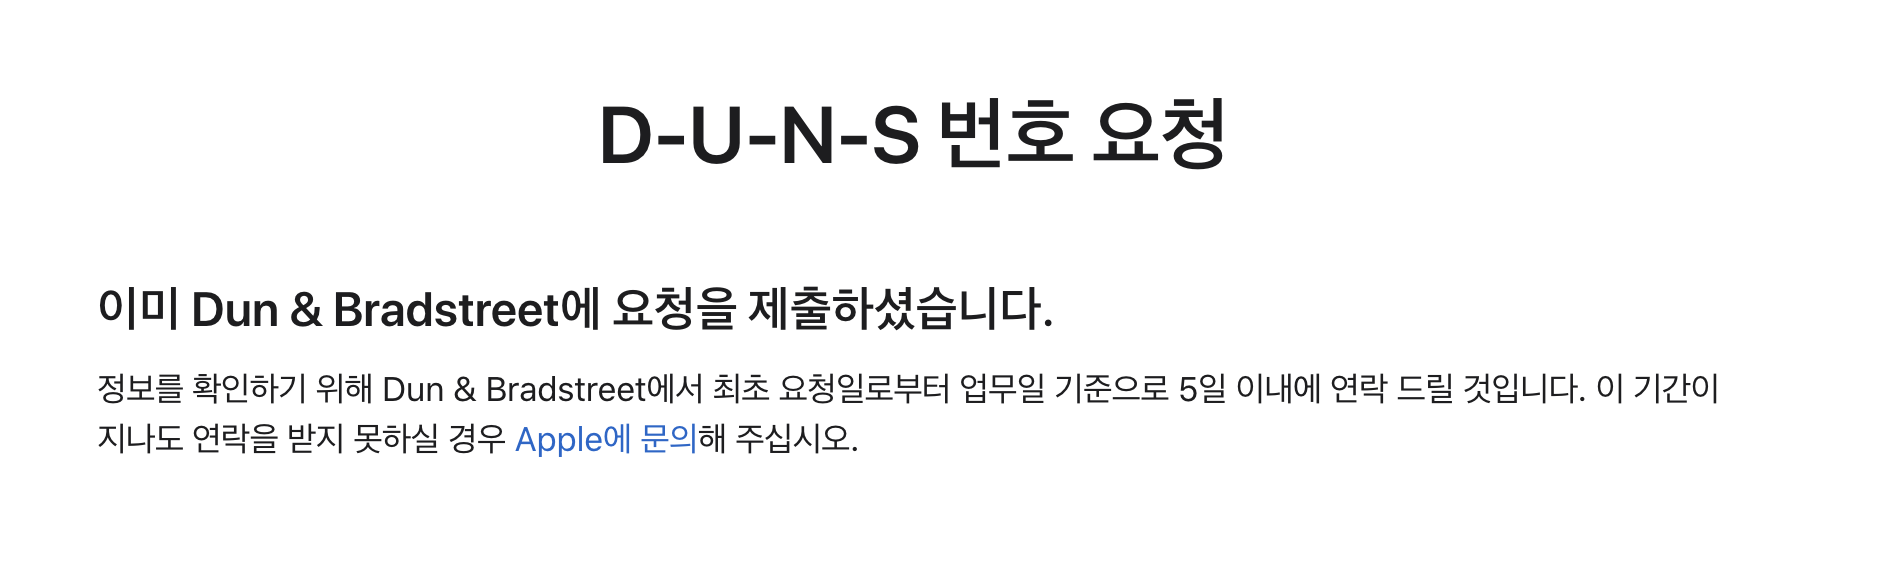 D-U-N-S 번호 요청
이미 Dun & Bradstreet에 요청을 제출하셨습니다.
정보를 확인하기 위해 Dun & Bradstreet에서 최초 요청일로부터 업무일 기준으로 5일 이내에 연락 드릴 것입니다. 이 기간이
지나도 연락을 받지 못하실 경우 Apple에 문의해 주십시오.